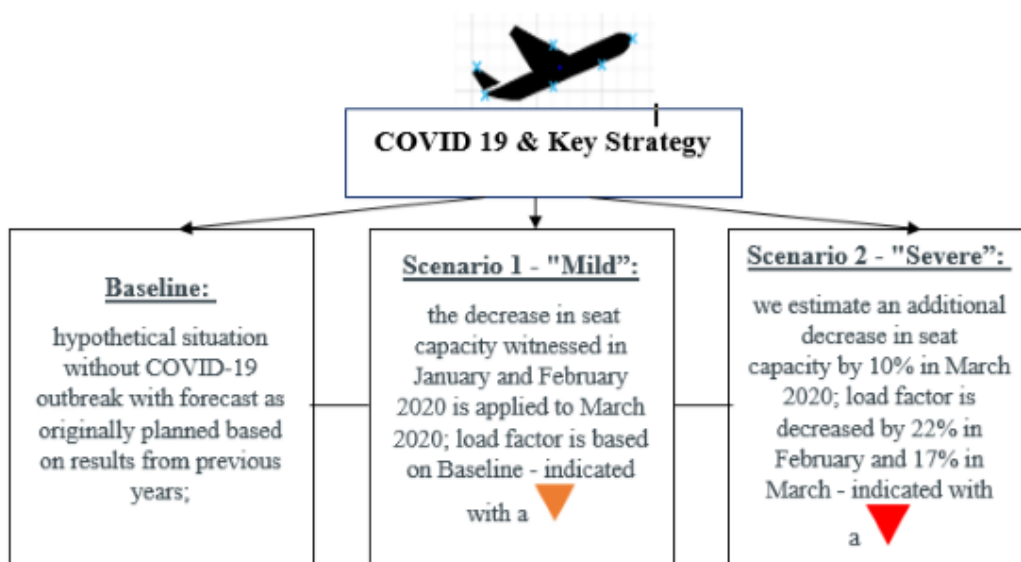 COVID 19 & Key Strategy
Baseline:
hypothetical situation
without COVID-19
outbreak with forecast as
originally planned based
on results from previous
years;
Scenario 1 - "Mild”:
the decrease in seat
capacity witnessed in
January and February
2020 is applied to March
2020; load factor is based
on Baseline - indicated
with a
Scenario 2 - "Severe”:
we estimate an additional
decrease in seat
capacity by 10% in March
2020; load factor is
decreased by 22% in
February and 17% in
March - indicated with
a